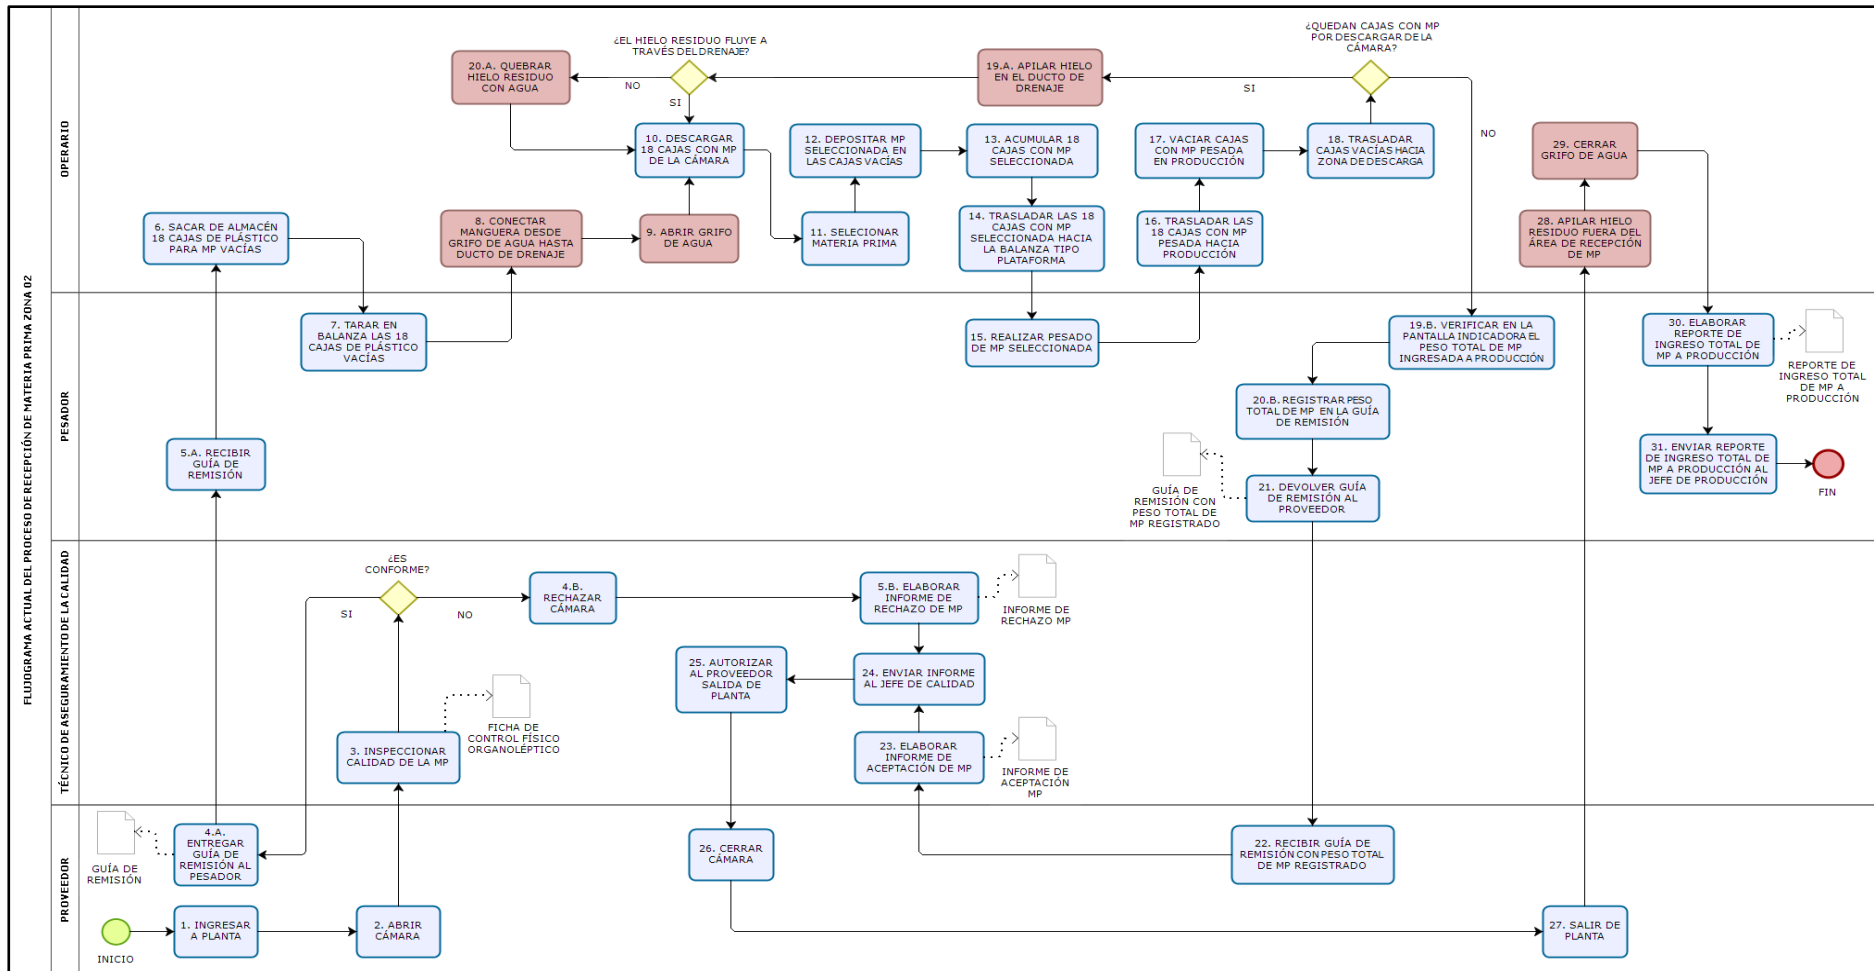 FLUJOGRAMA ACTUAL DEL PROCESO DE RECEPCIÓN DE MATERIA PRIMA ZONA 02
OPERARIO
¿EL HIELO RESIDUO FLUYE A
TRAVÉS DEL DRENAJE?
¿QUEDAN CAJAS CON MP
POR DESCARGAR DE LA
CÁMARA?
20.A. QUEBRAR
HIELO RESIDUO
CON AGUA
NO
SI
19.A. APILAR HIELO
EN EL DUCTO DE
DRENAJE
SI
NO
10. DESCARGAR
18 CAJAS CON MP
DE LA CÁMARA
12. DEPOSITAR MP
SELECCIONADA EN
LAS CAJAS VACÍAS
13. ACUMULAR 18
CAJAS CON MP
SELECCIONADA
17. VACIAR CAJAS
CON MP PESADA
EN PRODUCCIÓN
18. TRASLADAR
CAJAS VACÍAS HACIA
ZONA DE DESCARGA
29. CERRAR
GRIFO DE AGUA
6. SACAR DE ALMACÉN
18 CAJAS DE PLÁSTICO
PARA MP VACÍAS
8. CONECTAR
MANGUERA DESDE
GRIFO DE AGUA HASTA
DUCTO DE DRENAJE
9. ABRIR GRIFO
DE AGUA
11. SELECIONAR
MATERIA PRIMA
14. TRASLADAR LAS 18
CAJAS CON MP
SELECCIONADA HACIA
LA BALANZA TIPO
PLATAFORMA
16. TRASLADAR LAS
18 CAJAS CON MP
PESADA HACIA
PRODUCCIÓN
28. APILAR HIELO
RESIDUO FUERA DEL
ÁREA DE RECEPCIÓN
DE MP
PESADOR
7. TARAR EN
BALANZA LAS 18
CAJAS DE PLÁSTICO
VACÍAS
15. REALIZAR PESADO
DE MP SELECCIONADA
19.B. VERIFICAR EN LA
PANTALLA INDICADORA EL
PESO TOTAL DE MP
INGRESADA A PRODUCCIÓN
30. ELABORAR
REPORTE DE
INGRESO TOTAL DE
MP A PRODUCCIÓN
REPORTE DE
INGRESO TOTAL
DE MP A
PRODUCCIÓN
20.B. REGISTRAR PESO
TOTAL DE MP EN LA GUÍA
DE REMISIÓN
5.A. RECIBIR
GUÍA DE
REMISIÓN
GUÍA DE
REMISIÓN CON
PESO TOTAL DE
MP REGISTRADO
21. DEVOLVER GUÍA
DE REMISIÓN AL
PROVEEDOR
31. ENVIAR REPORTE
DE INGRESO TOTAL DE
MP A PRODUCCIÓN AL
JEFE DE PRODUCCIÓN
FIN
TÉCNICO DE ASEGURAMIENTO DE LA CALIDAD
¿ES
CONFORME?
SI
NO
4.B.
RECHAZAR
CÁMARA
5.B. ELABORAR
INFORME DE
RECHAZO DE MP
INFORME DE
RECHAZO MP
25. AUTORIZAR
AL PROVEEDOR
SALIDA DE
PLANTA
24. ENVIAR INFORME
AL JEFE DE CALIDAD
FICHA DE
CONTROL FÍSICO
ORGANOLÉPTICO
3. INSPECCIONAR
CALIDAD DE LA MP
23. ELABORAR
INFORME DE
ACEPTACIÓN DE MP
INFORME DE
ACEPTACIÓN
MP
PROVEEDOR
GUÍA DE
REMISIÓN
4.A.
ENTREGAR
GUÍA DE
REMISIÓN AL
PESADOR
26. CERRAR
CÁMARA
22. RECIBIR GUÍA DE
REMISIÓN CON PESO TOTAL
DE MP REGISTRADO
INICIO
1. INGRESAR
A PLANTA
2. ABRIR
CÁMARA
27. SALIR DE
PLANTA